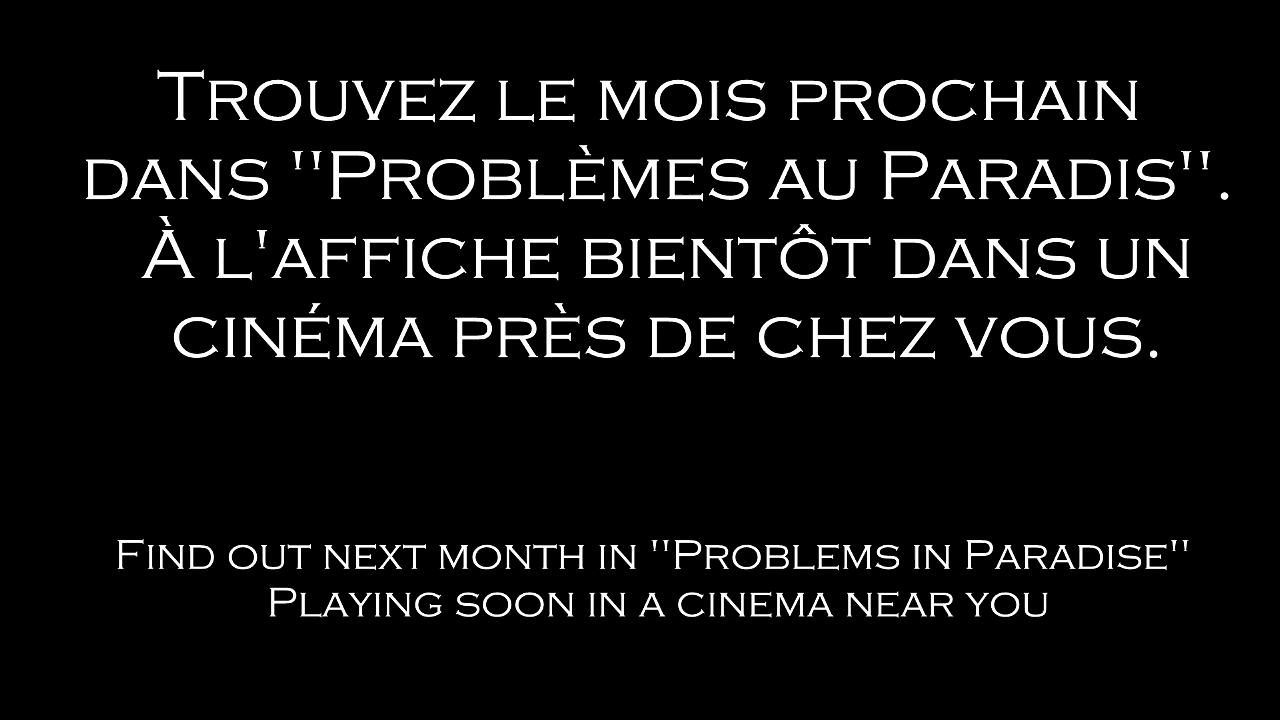 Trouvez le mois prochain
dans "Problèmes au Paradis".
À l'affiche bientôt dans un
cinéma près de chez vous.
Find out next month in "Problems in Paradise"
Playing soon in a cinema near you